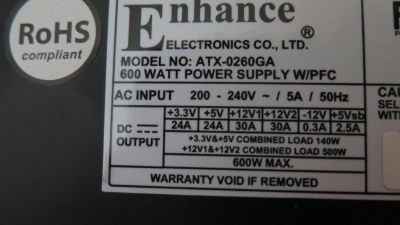 RoHS
compliant
Enhance
ELECTRONICS CO., LTD.
MODEL NO: ATX-0260GA
600 WATT POWER SUPPLY W/PFC
AC INPUT 200 - 240V ~ / 5A / 50Hz
DC OUTPUT +3.3V +5V +12V1 +12V2 -12V +5Vsb
24A 24A 30A 30A 0.3A 2.5A
+3.3V&+5V COMBINED LOAD 140W
+12V1&+12V2 COMBINED LOAD 500W
600W MAX.
WARRANTY VOID IF REMOVED